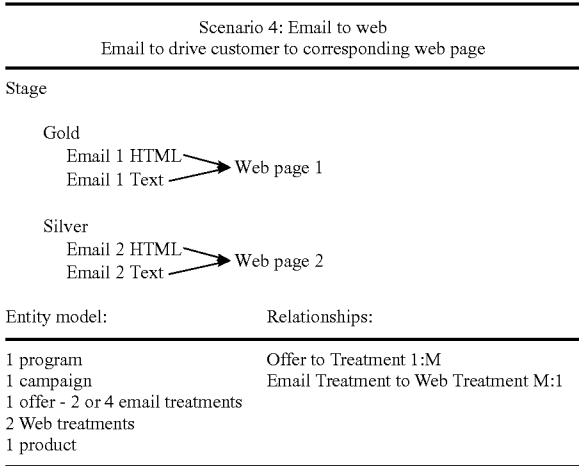 Scenario 4: Email to web
Email to drive customer to corresponding web page
Stage
Gold
Email 1 HTML
Email 1 Text
Web page 1
Silver
Email 2 HTML
Email 2 Text
Web page 2
Entity model:
Relationships:
1 program
1 campaign
1 offer - 2 or 4 email treatments
2 Web treatments
1 product
Offer to Treatment 1:M
Email Treatment to Web Treatment M:1